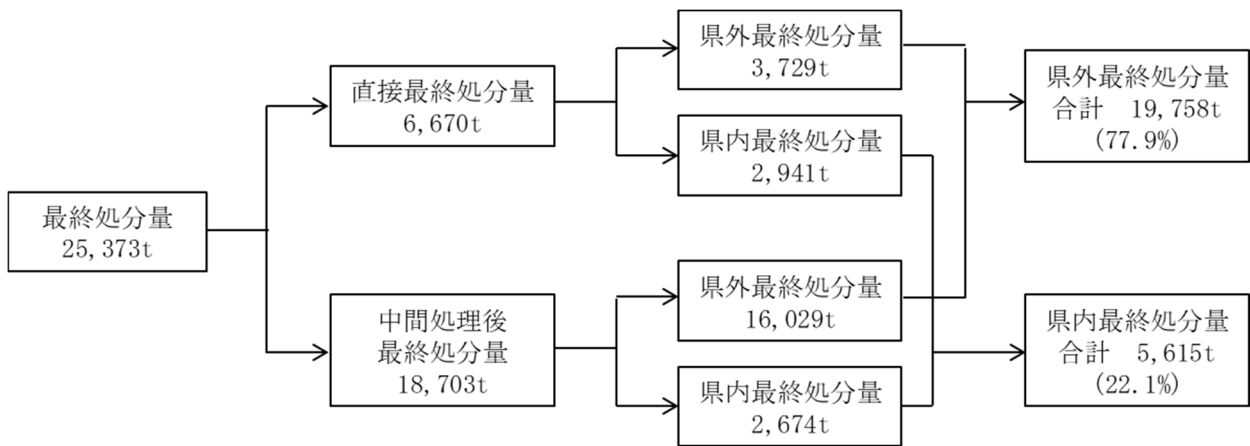 最終処分量
25,373t
直接最終処分量
6,670t
中間処理後
最終処分量
18,703t
県外最終処分量
3,729t
県内最終処分量
2,941t
県外最終処分量
16,029t
県内最終処分量
2,674t
県外最終処分量
合計 19,758t
(77.9%)
県内最終処分量
合計 5,615t
(22.1%)